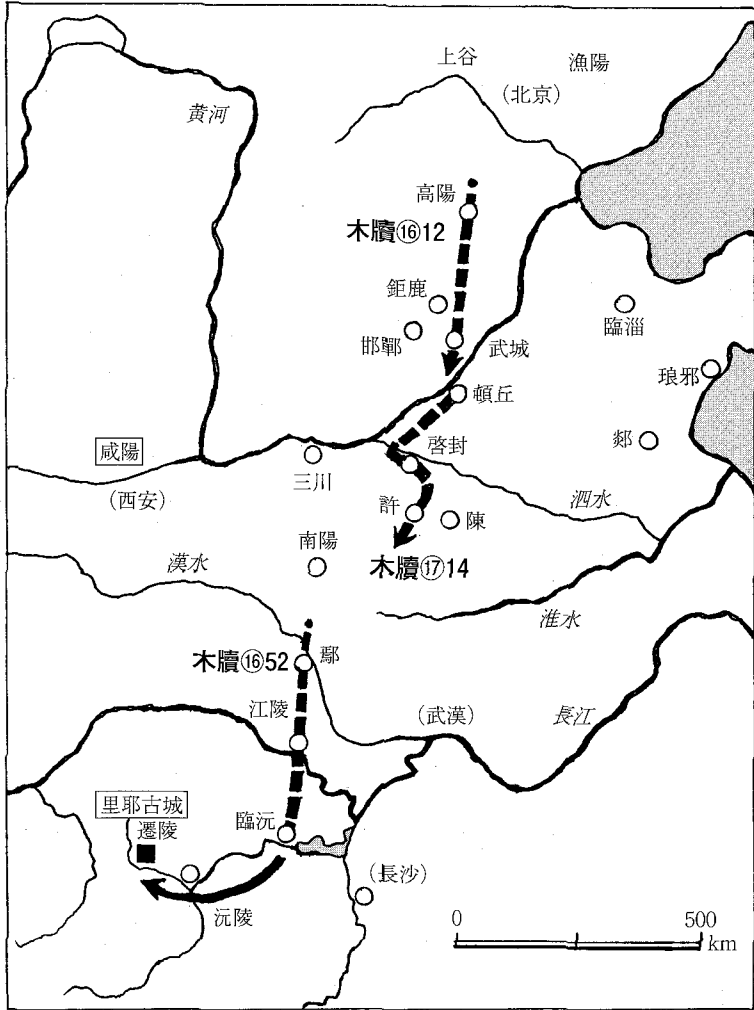 上谷
漁陽
(北京)
黄河
高陽
木牘⑯12
鉅鹿
臨淄
邯鄲
武城
琅邪
頓丘
咸陽
啓封
郯
三川
(西安)
許
陳
泗水
南陽
漢水
木牘⑰14
淮水
木牘⑯52
鄢
江陵
(武漢)
長江
里耶古城
遷陵
臨沅
(長沙)
沅陵
0
500
km